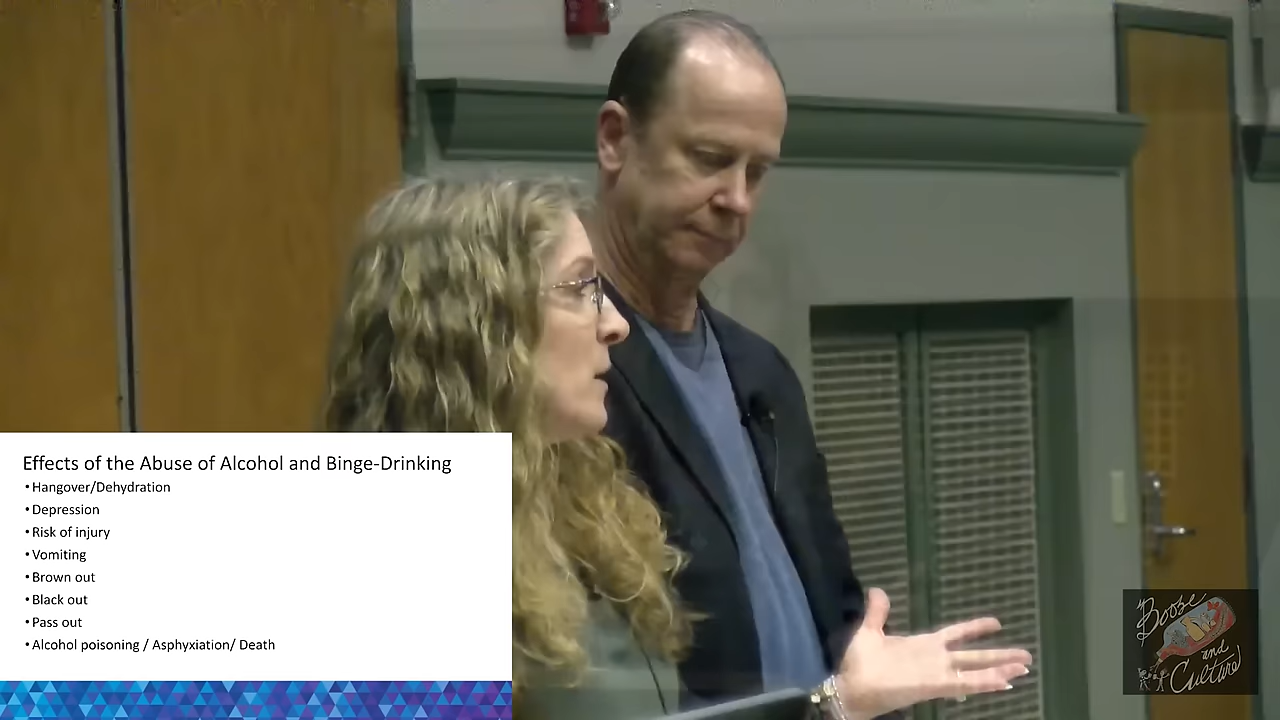 Effects of the Abuse of Alcohol and Binge-Drinking
•Hangover/Dehydration
•Depression
•Risk of injury
•Vomiting
•Brown out
•Black out
•Pass out
•Alcohol poisoning / Asphyxiation/ Death
Booze
and
Culture